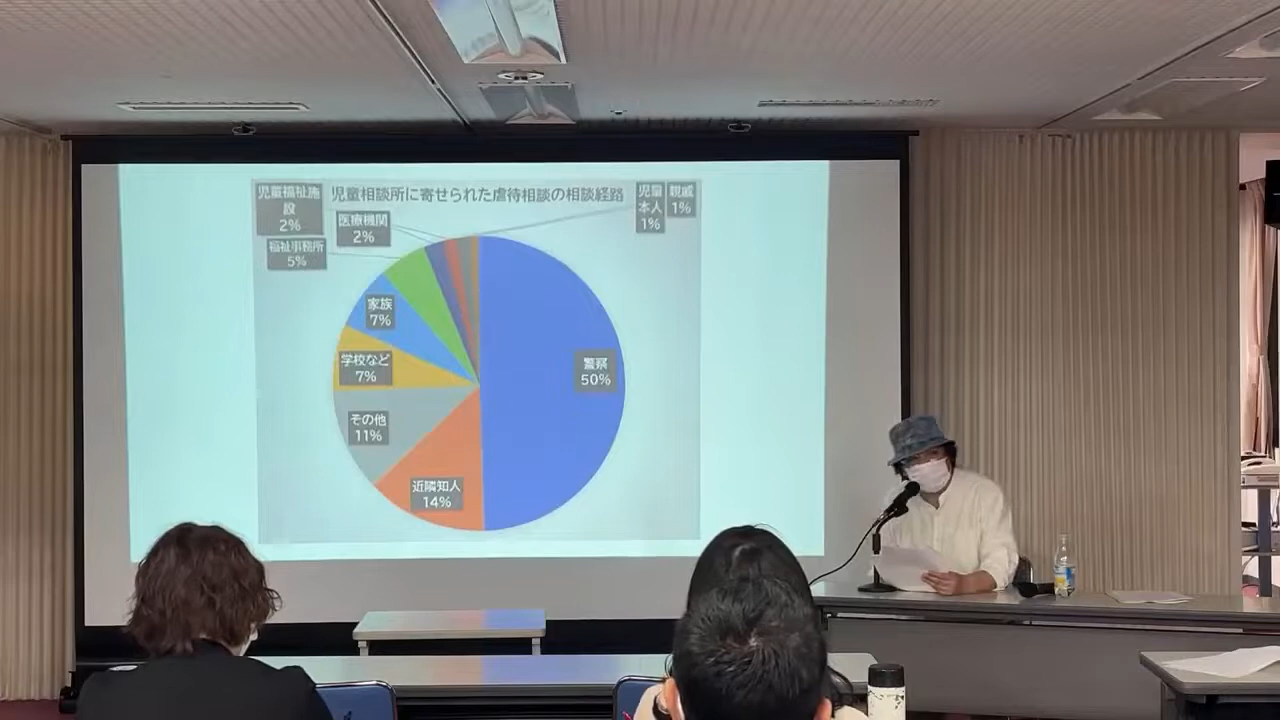 児童相談所に寄せられた虐待相談の相談経路
児童福祉施
設
2%
医療機関
2%
児童
本人
1%
親戚
1%
福祉事務所
5%
家族
7%
学校など
7%
その他
11%
近隣知人
14%
警察
50%